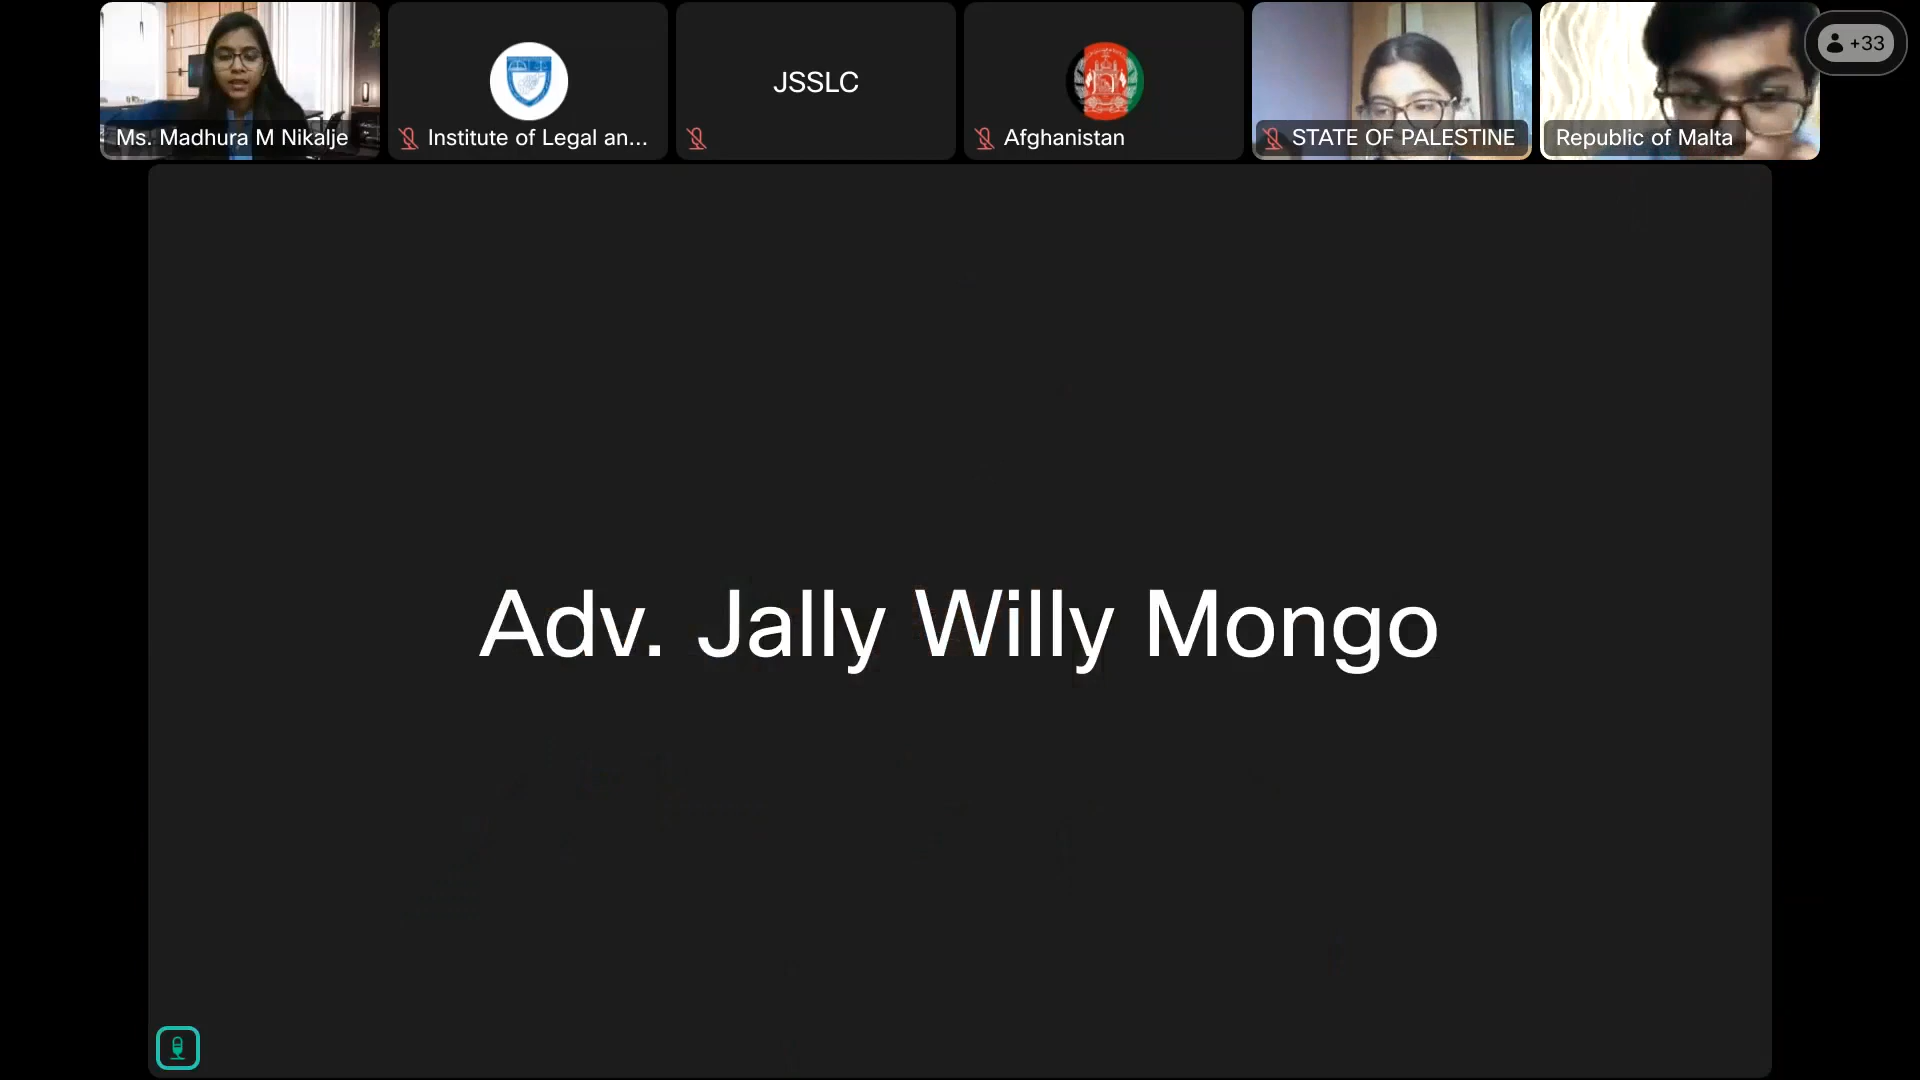 Ms. Madhura M Nikalje
Institute of Legal an...
JSSLC
Afghanistan
STATE OF PALESTINE
Republic of Malta
+33
Adv. Jally Willy Mongo